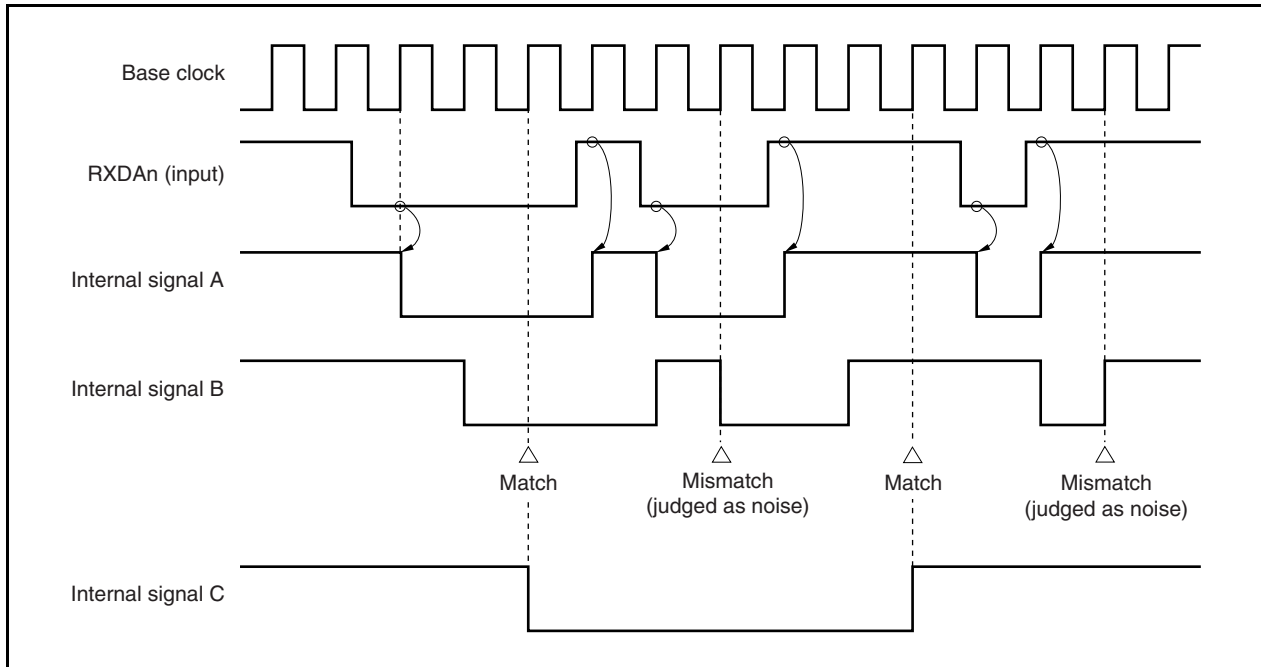 Base clock
RXDAn (input)
Internal signal A
Internal signal B
Match
Mismatch
(judged as noise)
Match
Mismatch
(judged as noise)
Internal signal C